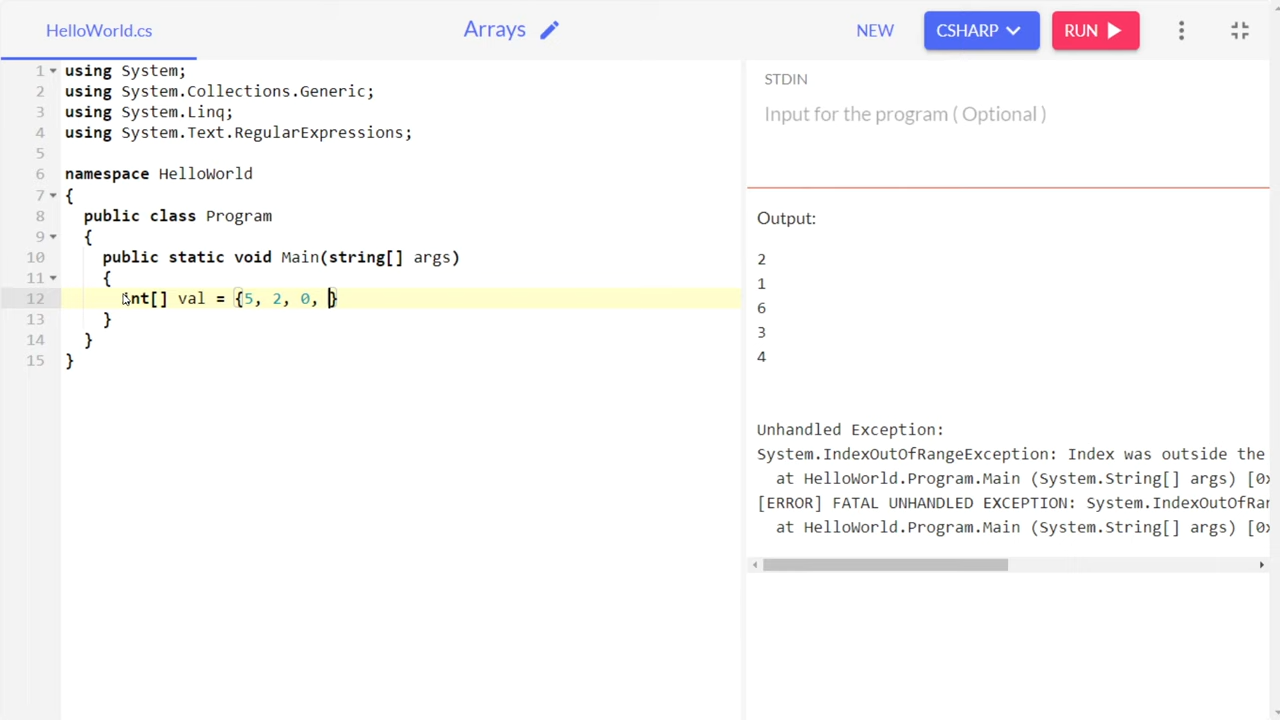 HelloWorld.cs
Arrays
NEW
CSHARP
RUN
1 using System;
2 using System.Collections.Generic;
3 using System.Linq;
4 using System.Text.RegularExpressions;
5
6 namespace HelloWorld
7 {
8 public class Program
9 {
10 public static void Main(string[] args)
11 {
12 int[] val = {5, 2, 0, }
13 }
14 }
15 }
STDIN
Input for the program ( Optional )
Output:
2
1
6
3
4
Unhandled Exception:
System.IndexOutOfRangeException: Index was outside the
at HelloWorld.Program.Main (System.String[] args) [0x
[ERROR] FATAL UNHANDLED EXCEPTION: System.IndexOutOfRan
at HelloWorld.Program.Main (System.String[] args) [0x